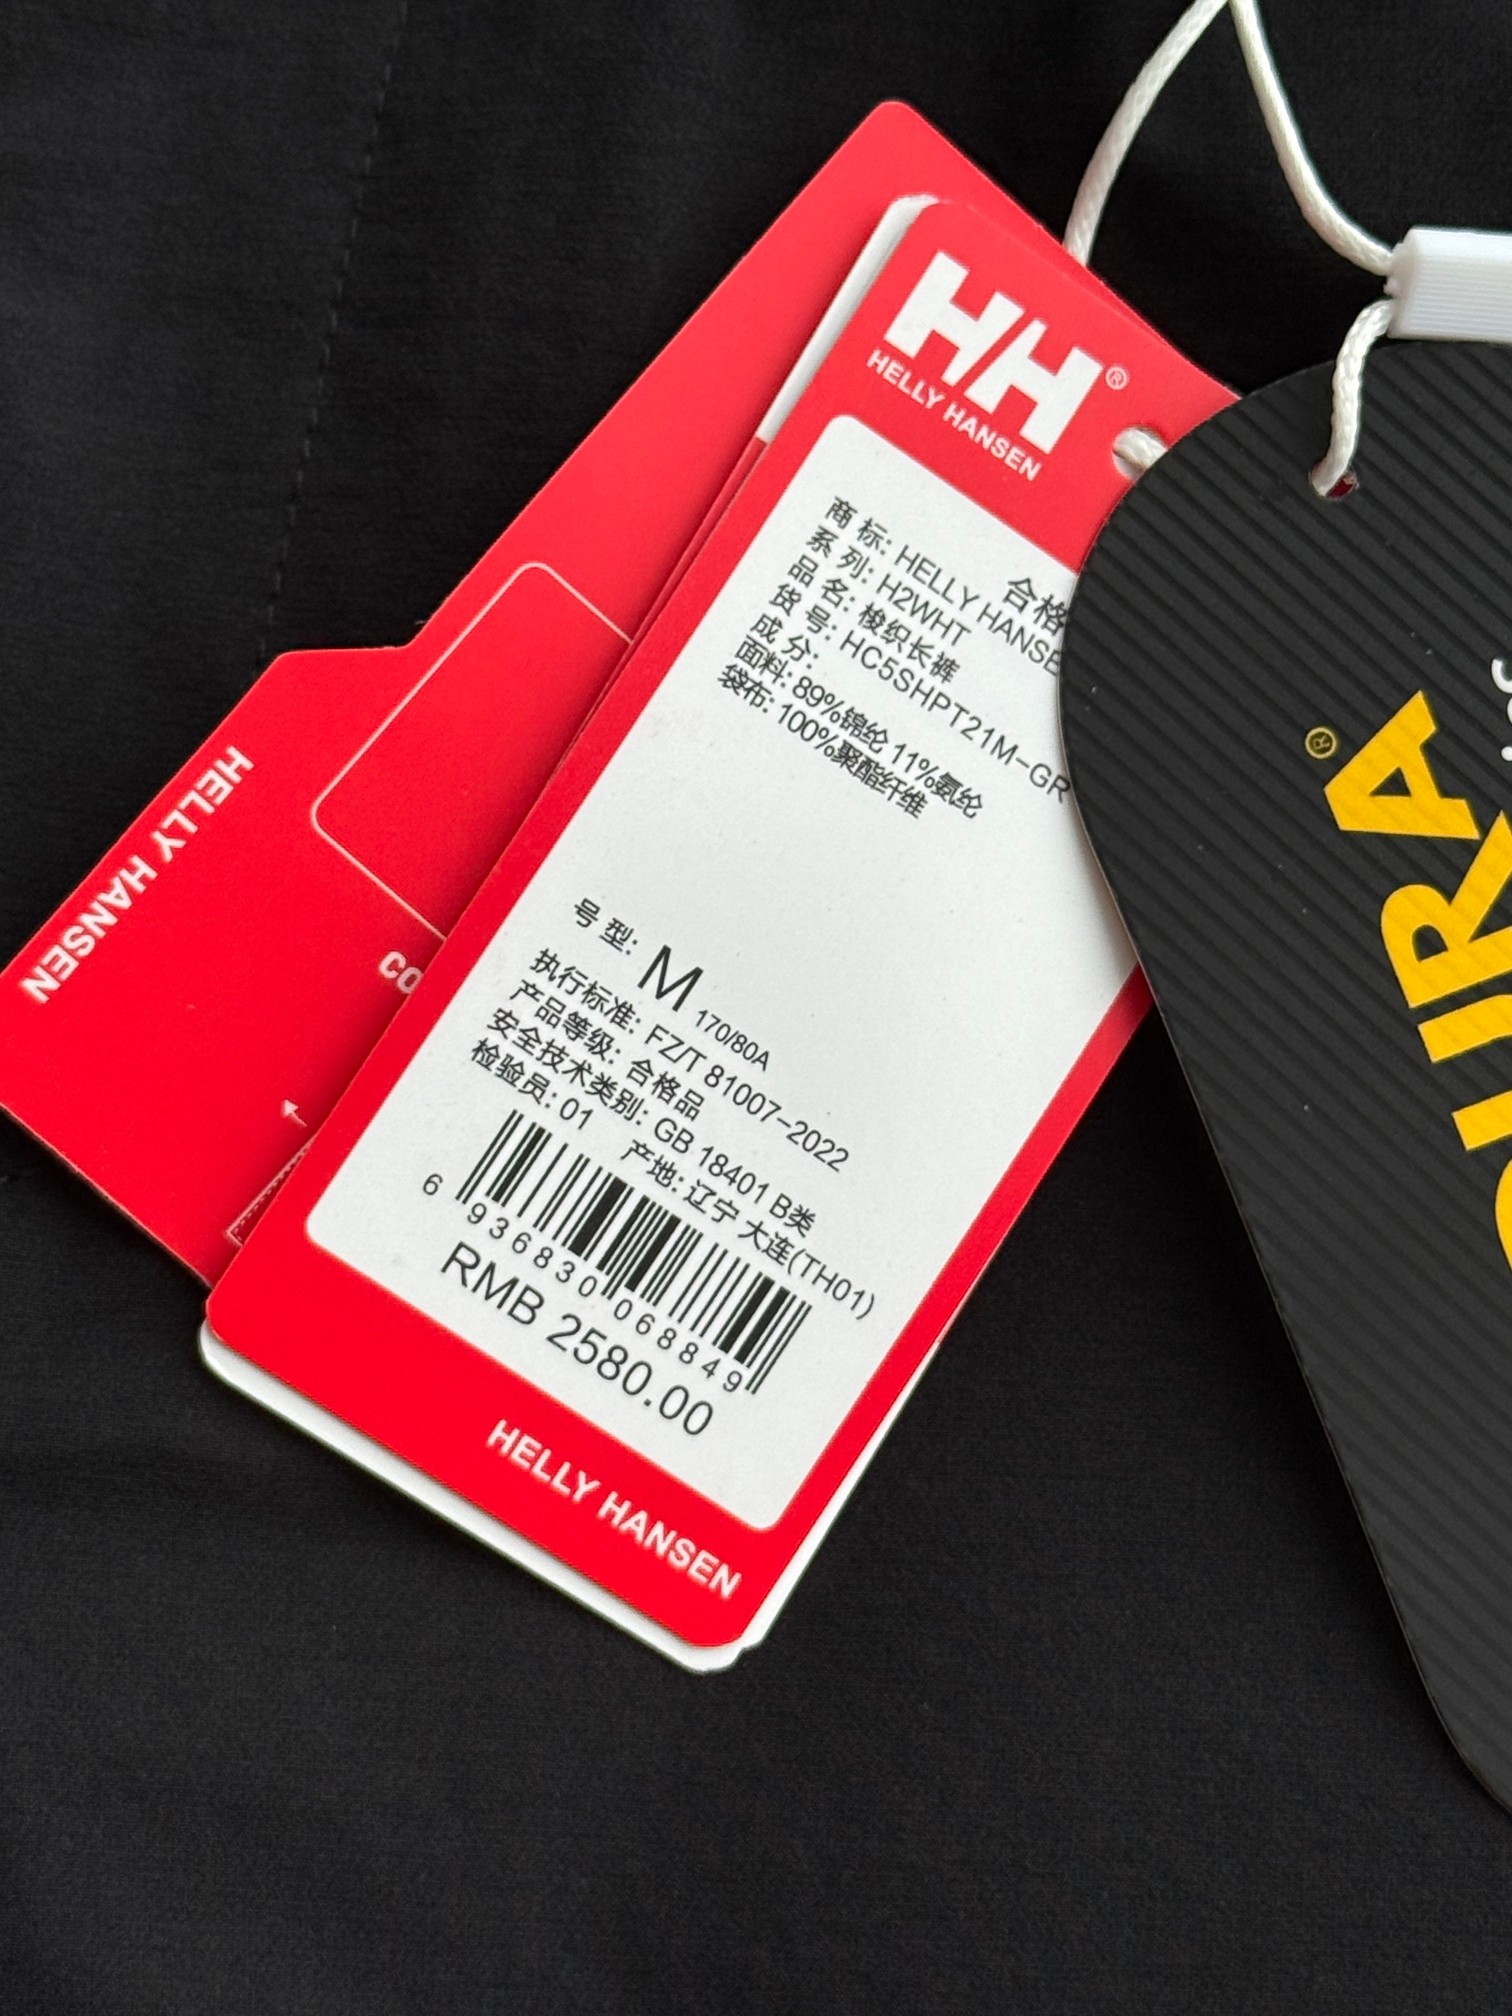 HH®
HELLY HANSEN
合格
商 标: HELLY HANSE
系 列: H2WHT
品 名: 梭织长裤
货 号: HC5SHPT21M-GR
成 分:
面料: 89%锦纶 11%氨纶
袋布: 100%聚酯纤维
号 型: M 170/80A
执行标准: FZ/T 81007-2022
产品等级: 合格品
安全技术类别: GB 18401 B类
检验员: 01 产地: 辽宁 大连(TH01)
6 936830 068849
RMB 2580.00
HELLY HANSEN
HELLY HANSEN
CO
URA®